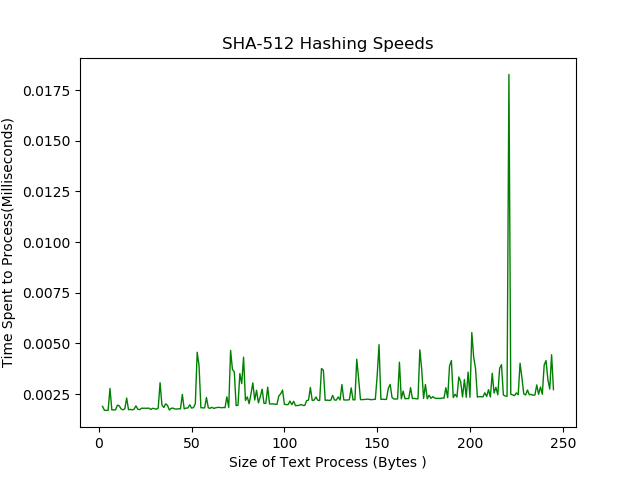 SHA-512 Hashing Speeds
0.0175
0.0150
0.0125
0.0100
0.0075
0.0050
0.0025
Time Spent to Process(Milliseconds)
0 50 100 150 200 250
Size of Text Process (Bytes )